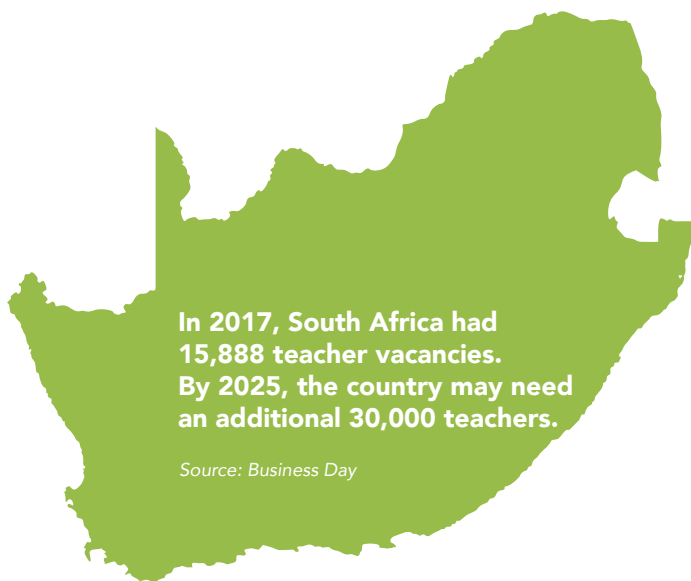 In 2017, South Africa had
15,888 teacher vacancies.
By 2025, the country may need
an additional 30,000 teachers.
Source: Business Day